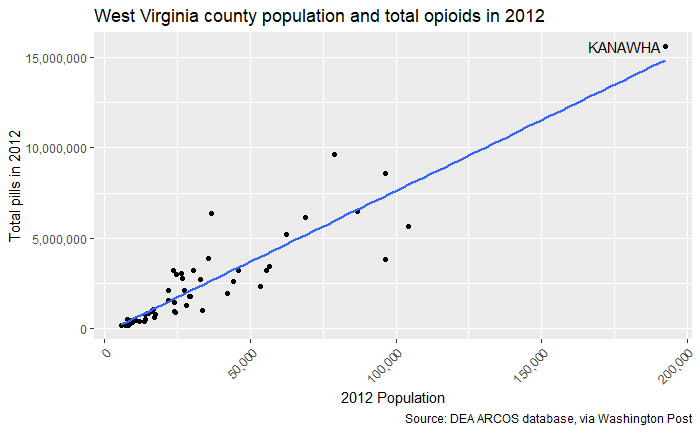 West Virginia county population and total opioids in 2012
KANAWHA
15,000,000
10,000,000
5,000,000
0
Total pills in 2012
0
50,000
100,000
150,000
200,000
2012 Population
Source: DEA ARCOS database, via Washington Post